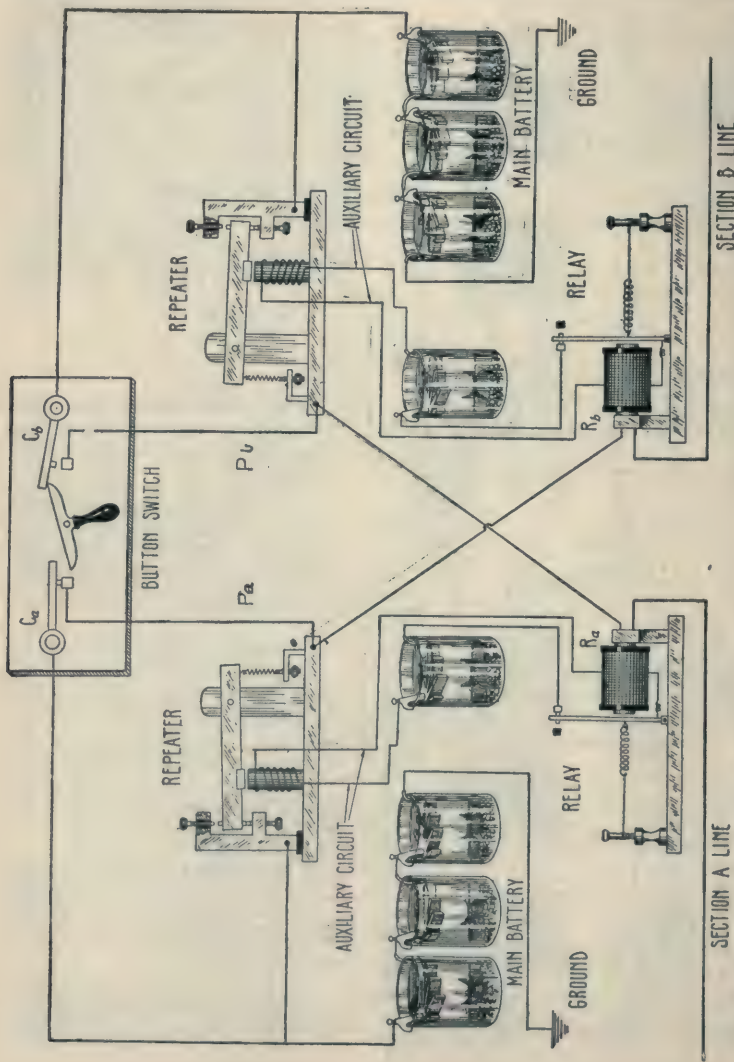 Ca
Cb
BUTTON SWITCH
Pa
Pb
REPEATER
REPEATER
AUXILIARY CIRCUIT
AUXILIARY CIRCUIT
MAIN BATTERY
MAIN BATTERY
GROUND
GROUND
RELAY
Ra
Rb
RELAY
SECTION A LINE
SECTION B LINE